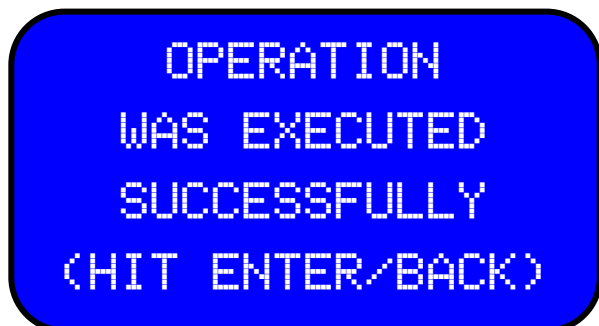 OPERATION
WAS EXECUTED
SUCCESSFULLY
(HIT ENTER/BACK)